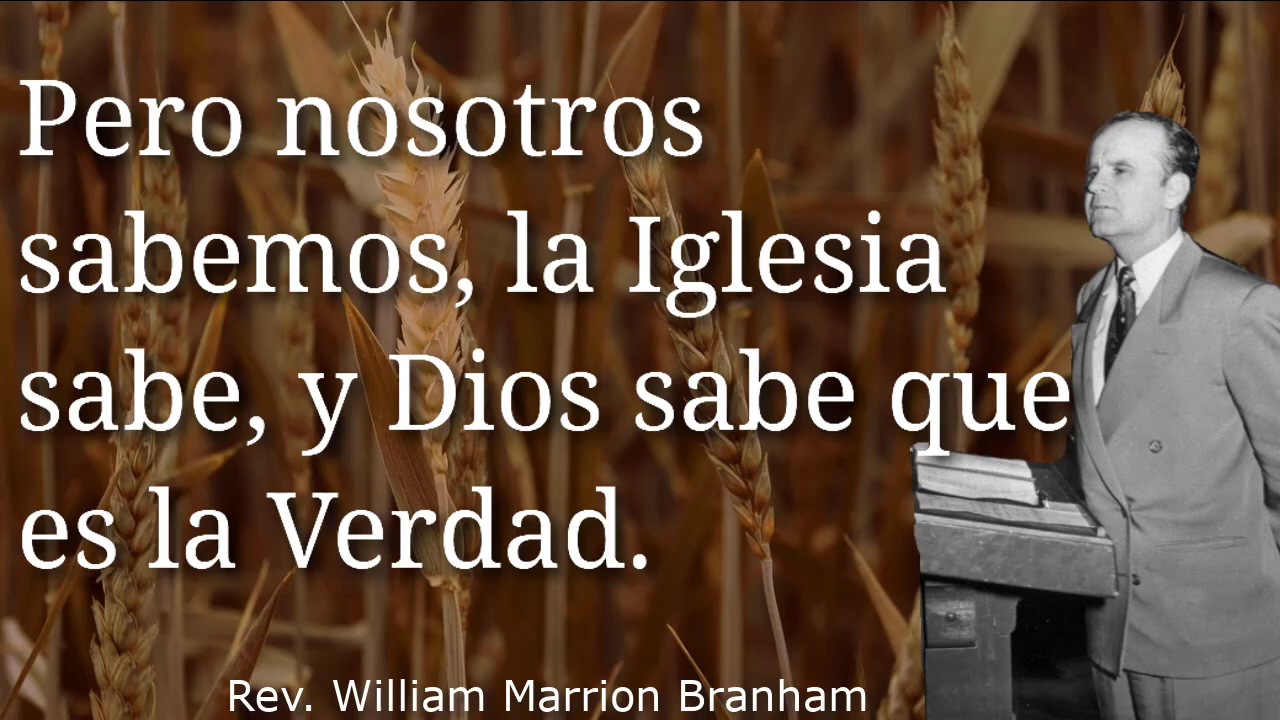 Pero nosotros
sabemos, la Iglesia
sabe, y Dios sabe que
es la Verdad.
Rev. William Marrion Branham